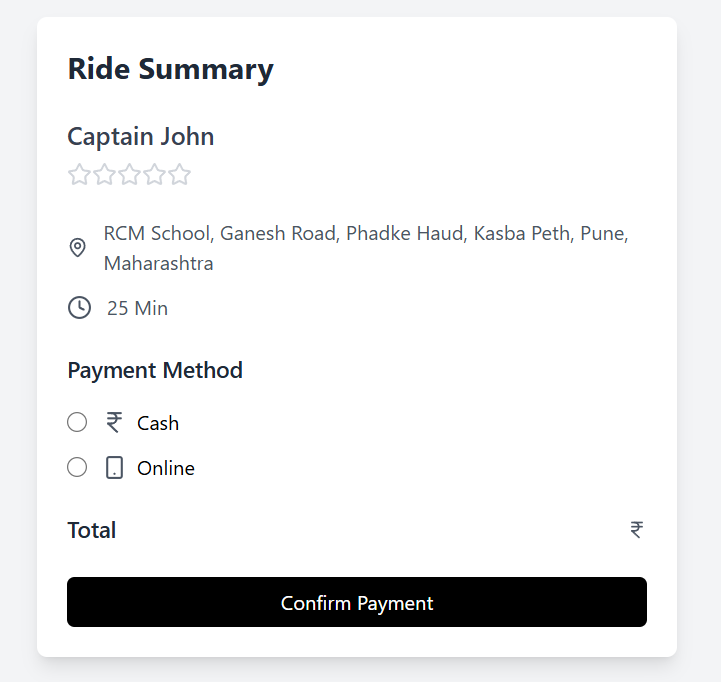 Ride Summary
Captain John
RCM School, Ganesh Road, Phadke Haud, Kasba Peth, Pune,
Maharashtra
25 Min
Payment Method
₹ Cash
Online
Total ₹
Confirm Payment